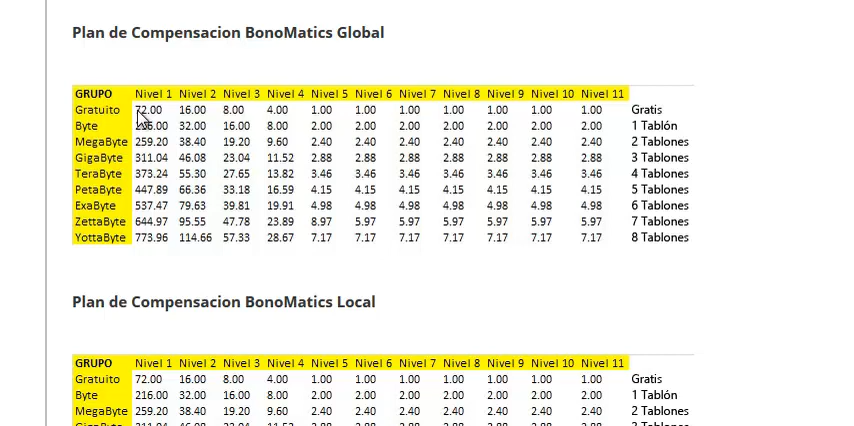 Plan de Compensacion BonoMatics Global
GRUPO Nivel 1 Nivel 2 Nivel 3 Nivel 4 Nivel 5 Nivel 6 Nivel 7 Nivel 8 Nivel 9 Nivel 10 Nivel 11
Gratuito 72.00 16.00 8.00 4.00 1.00 1.00 1.00 1.00 1.00 1.00 1.00 Gratis
Byte 32.00 16.00 8.00 2.00 2.00 2.00 2.00 2.00 2.00 2.00 1 Tablón
MegaByte 259.20 38.40 19.20 9.60 2.40 2.40 2.40 2.40 2.40 2.40 2.40 2 Tablones
GigaByte 311.04 46.08 23.04 11.52 2.88 2.88 2.88 2.88 2.88 2.88 2.88 3 Tablones
TeraByte 373.24 55.30 27.65 13.82 3.46 3.46 3.46 3.46 3.46 3.46 3.46 4 Tablones
PetaByte 447.89 66.36 33.18 16.59 4.15 4.15 4.15 4.15 4.15 4.15 4.15 5 Tablones
ExaByte 537.47 79.63 39.81 19.91 4.98 4.98 4.98 4.98 4.98 4.98 4.98 6 Tablones
ZettaByte 644.97 95.55 47.78 23.89 8.97 5.97 5.97 5.97 5.97 5.97 5.97 7 Tablones
YottaByte 773.96 114.66 57.33 28.67 7.17 7.17 7.17 7.17 7.17 7.17 7.17 8 Tablones
Plan de Compensacion BonoMatics Local
GRUPO Nivel 1 Nivel 2 Nivel 3 Nivel 4 Nivel 5 Nivel 6 Nivel 7 Nivel 8 Nivel 9 Nivel 10 Nivel 11
Gratuito 72.00 16.00 8.00 4.00 1.00 1.00 1.00 1.00 1.00 1.00 1.00 Gratis
Byte 216.00 32.00 16.00 8.00 2.00 2.00 2.00 2.00 2.00 2.00 2.00 1 Tablón
MegaByte 259.20 38.40 19.20 9.60 2.40 2.40 2.40 2.40 2.40 2.40 2.40 2 Tablones